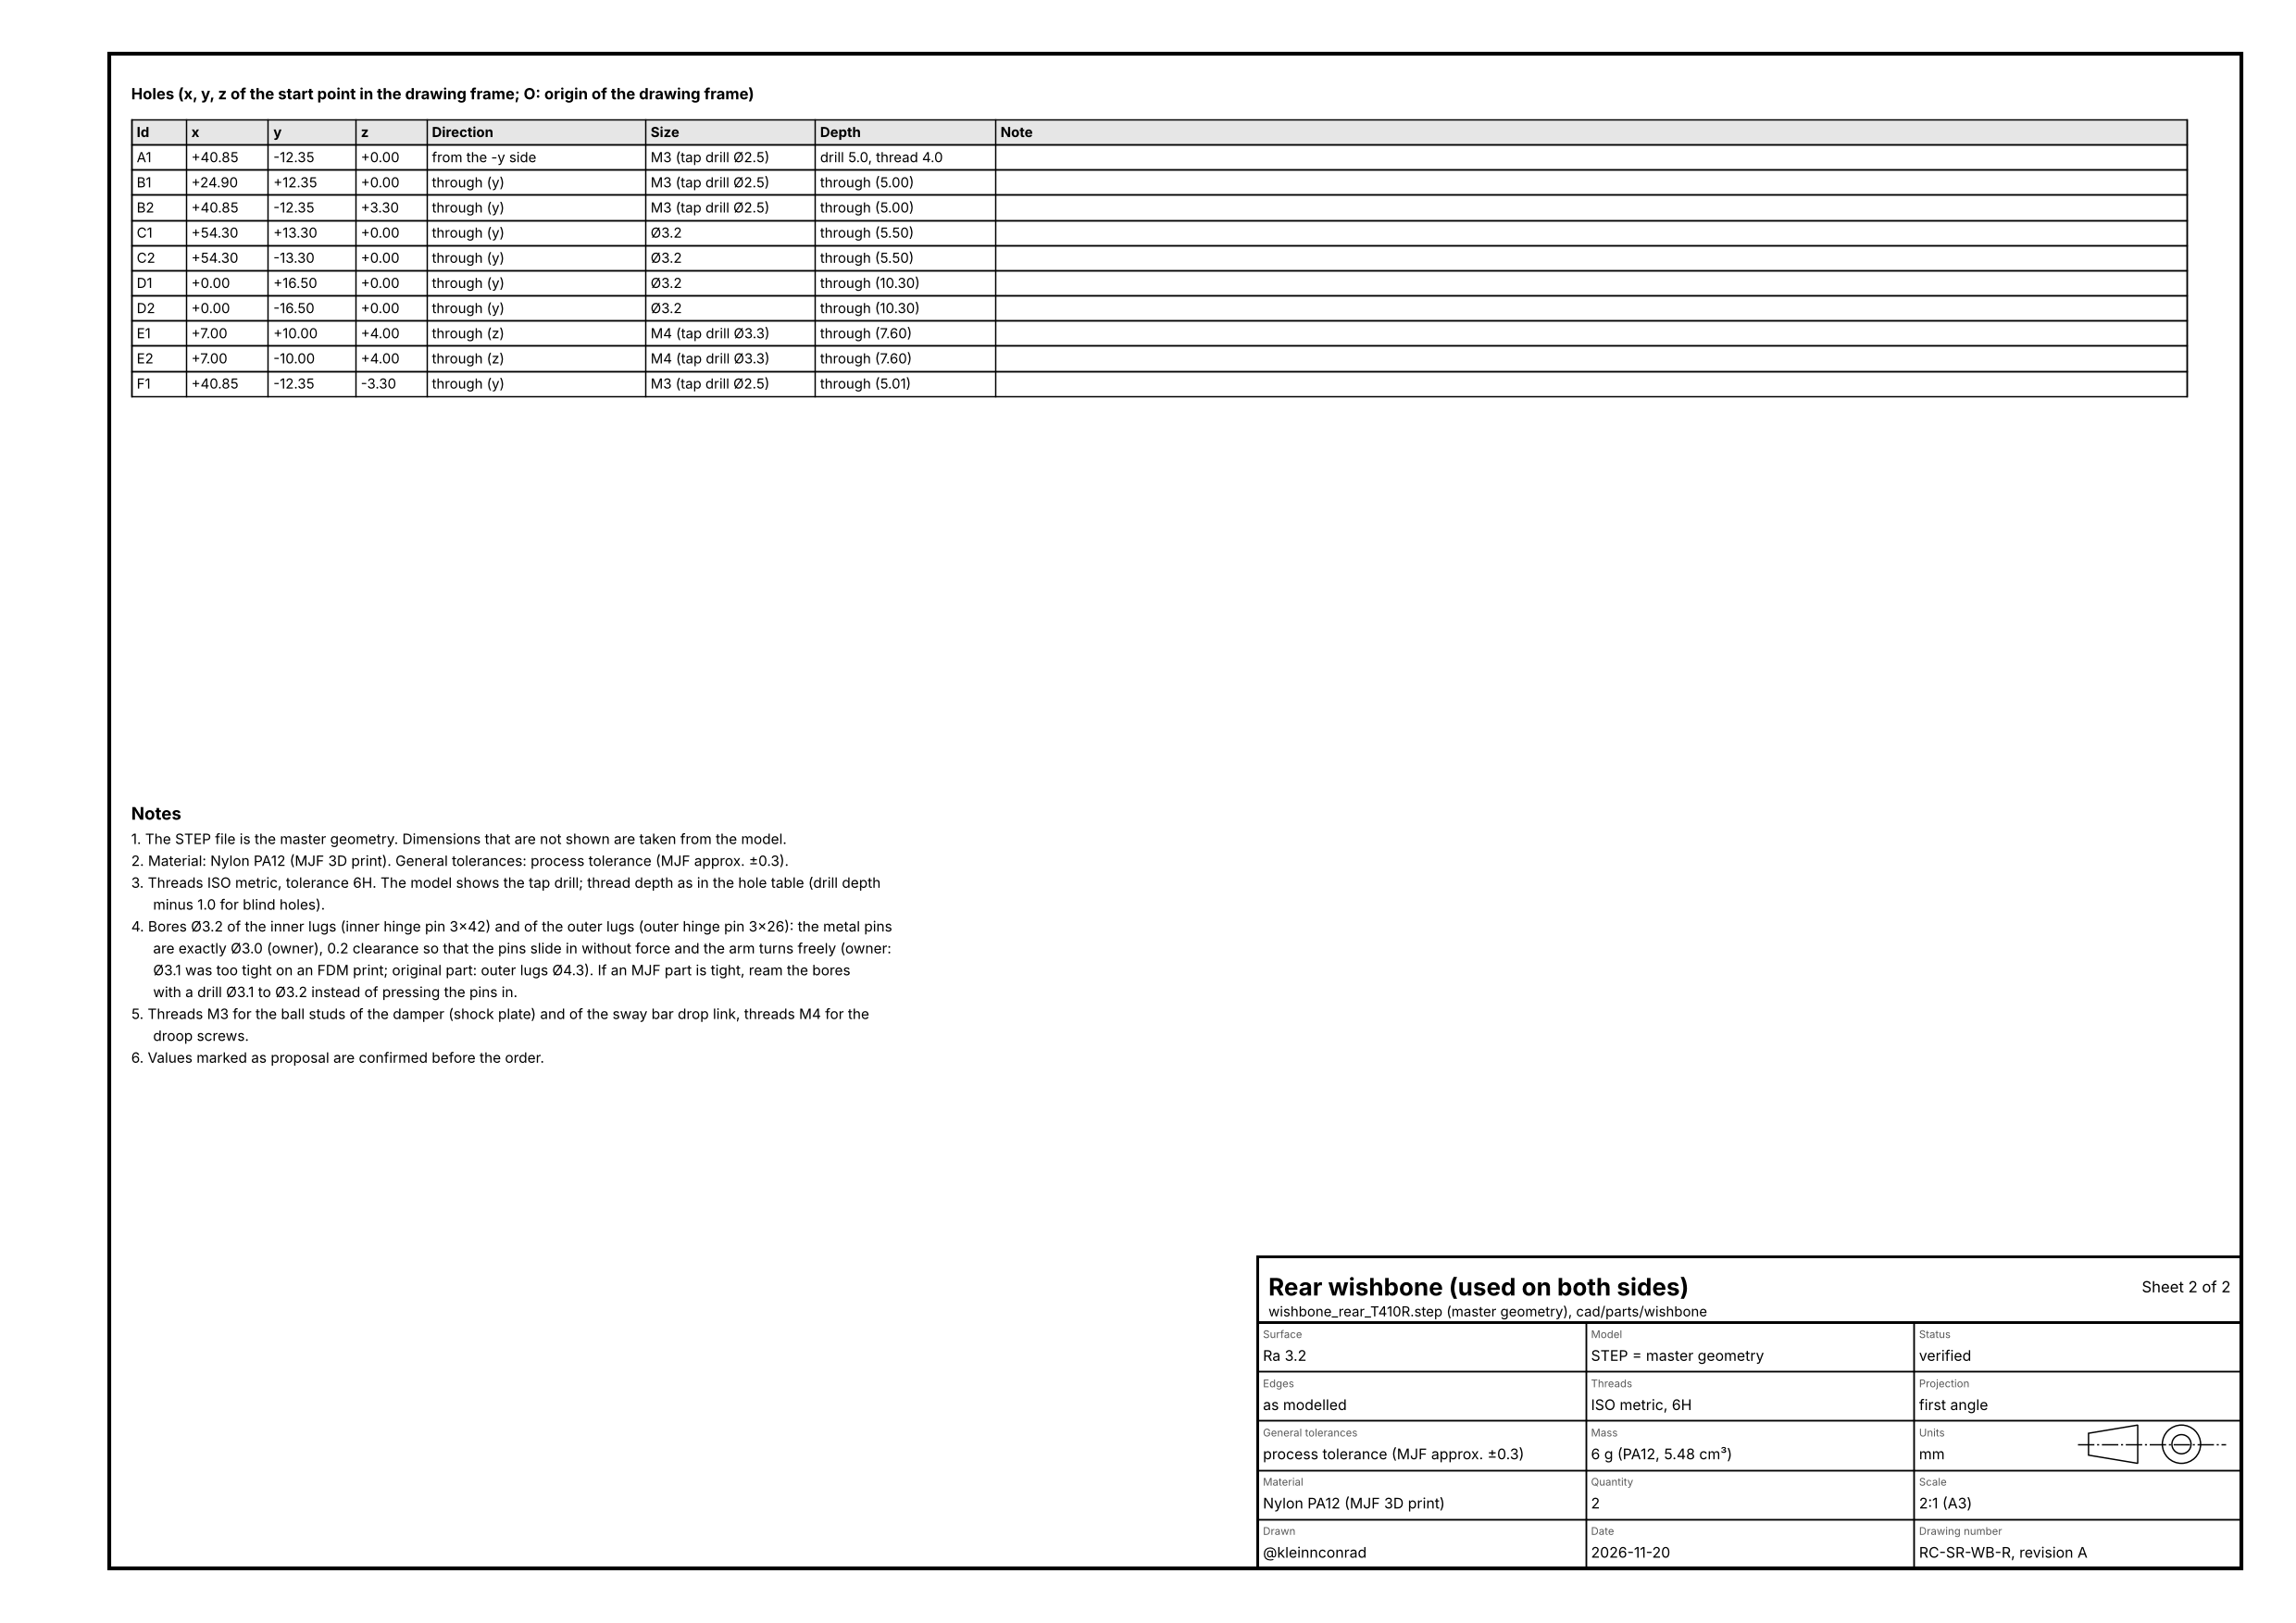 Holes (x, y, z of the start point in the drawing frame; O: origin of the drawing frame)
Id x y z Direction Size Depth Note
A1 +40.85 -12.35 +0.00 from the -y side M3 (tap drill Ø2.5) drill 5.0, thread 4.0
B1 +24.90 +12.35 +0.00 through (y) M3 (tap drill Ø2.5) through (5.00)
B2 +40.85 -12.35 +3.30 through (y) M3 (tap drill Ø2.5) through (5.00)
C1 +54.30 +13.30 +0.00 through (y) Ø3.2 through (5.50)
C2 +54.30 -13.30 +0.00 through (y) Ø3.2 through (5.50)
D1 +0.00 +16.50 +0.00 through (y) Ø3.2 through (10.30)
D2 +0.00 -16.50 +0.00 through (y) Ø3.2 through (10.30)
E1 +7.00 +10.00 +4.00 through (z) M4 (tap drill Ø3.3) through (7.60)
E2 +7.00 -10.00 +4.00 through (z) M4 (tap drill Ø3.3) through (7.60)
F1 +40.85 -12.35 -3.30 through (y) M3 (tap drill Ø2.5) through (5.01)
Notes
1. The STEP file is the master geometry. Dimensions that are not shown are taken from the model.
2. Material: Nylon PA12 (MJF 3D print). General tolerances: process tolerance (MJF approx. ±0.3).
3. Threads ISO metric, tolerance 6H. The model shows the tap drill; thread depth as in the hole table (drill depth
minus 1.0 for blind holes).
4. Bores Ø3.2 of the inner lugs (inner hinge pin 3×42) and of the outer lugs (outer hinge pin 3×26): the metal pins
are exactly Ø3.0 (owner), 0.2 clearance so that the pins slide in without force and the arm turns freely (owner:
Ø3.1 was too tight on an FDM print; original part: outer lugs Ø4.3). If an MJF part is tight, ream the bores
with a drill Ø3.1 to Ø3.2 instead of pressing the pins in.
5. Threads M3 for the ball studs of the damper (shock plate) and of the sway bar drop link, threads M4 for the
droop screws.
6. Values marked as proposal are confirmed before the order.
Rear wishbone (used on both sides) Sheet 2 of 2
wishbone_rear_T410R.step (master geometry), cad/parts/wishbone
Surface Model Status
Ra 3.2 STEP = master geometry verified
Edges Threads Projection
as modelled ISO metric, 6H first angle
General tolerances Mass Units
process tolerance (MJF approx. ±0.3) 6 g (PA12, 5.48 cm³) mm
Material Quantity Scale
Nylon PA12 (MJF 3D print) 2 2:1 (A3)
Drawn Date Drawing number
@kleinnconrad 2026-11-20 RC-SR-WB-R, revision A